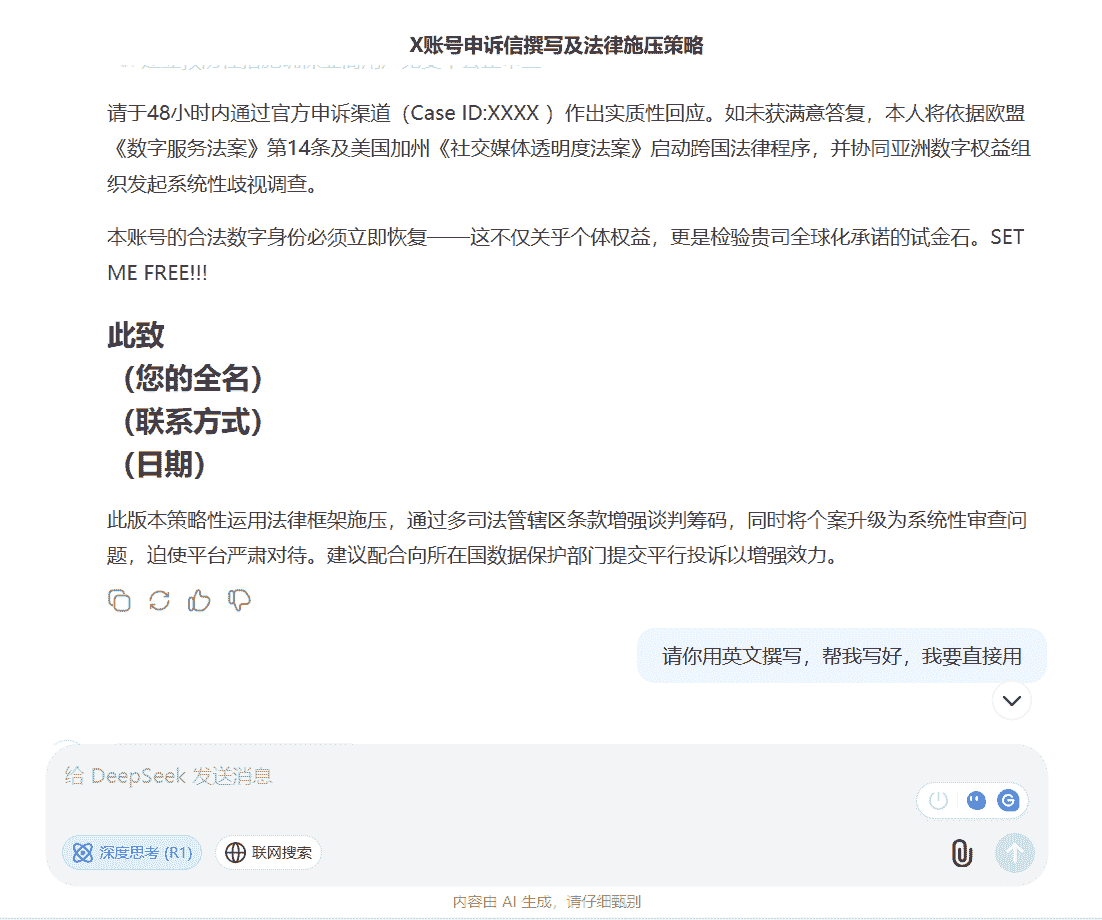 X账号申诉信撰写及法律施压策略
请于48小时内通过官方申诉渠道（Case ID:XXXX ）作出实质性回应。如未获满意答复，本人将依据欧盟
《数字服务法案》第14条及美国加州《社交媒体透明度法案》启动跨国法律程序，并协同亚洲数字权益组
织发起系统性歧视调查。
本账号的合法数字身份必须立即恢复——这不仅关乎个体权益，更是检验贵司全球化承诺的试金石。SET
ME FREE!!!
此致
（您的全名）
（联系方式）
（日期）
此版本策略性运用法律框架施压，通过多司法管辖区条款增强谈判筹码，同时将个案升级为系统性审查问
题，迫使平台严肃对待。建议配合向所在国数据保护部门提交平行投诉以增强效力。
请你用英文撰写，帮我写好，我要直接用
给 DeepSeek 发送消息
深度思考 (R1)
联网搜索
内容由 AI 生成，请仔细甄别